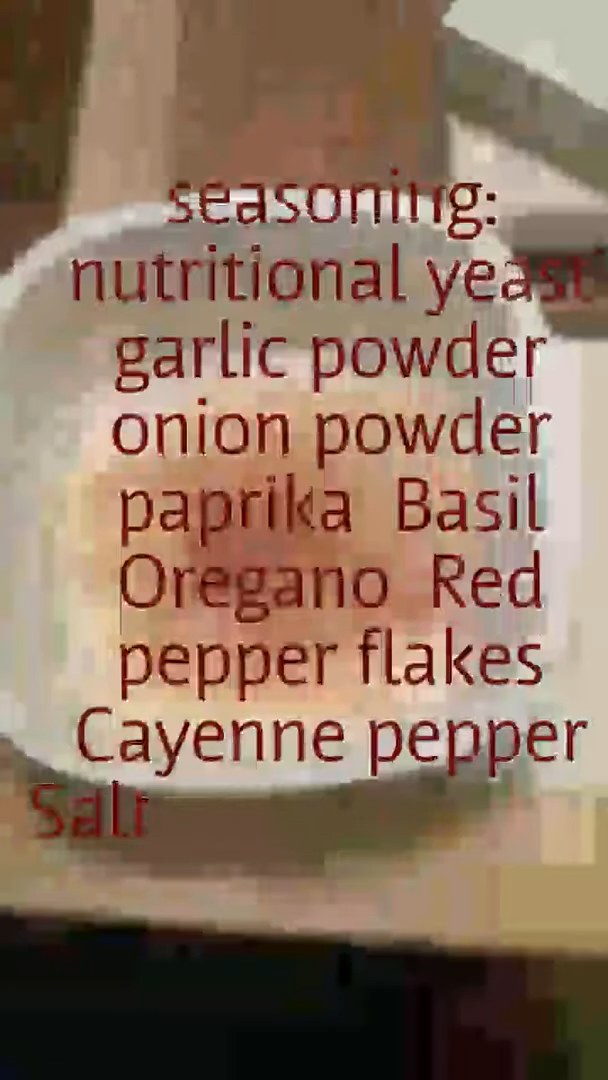 seasoning:
nutritional yeast
garlic powder
onion powder
paprika Basil
Oregano Red
pepper flakes
Cayenne pepper
Salt